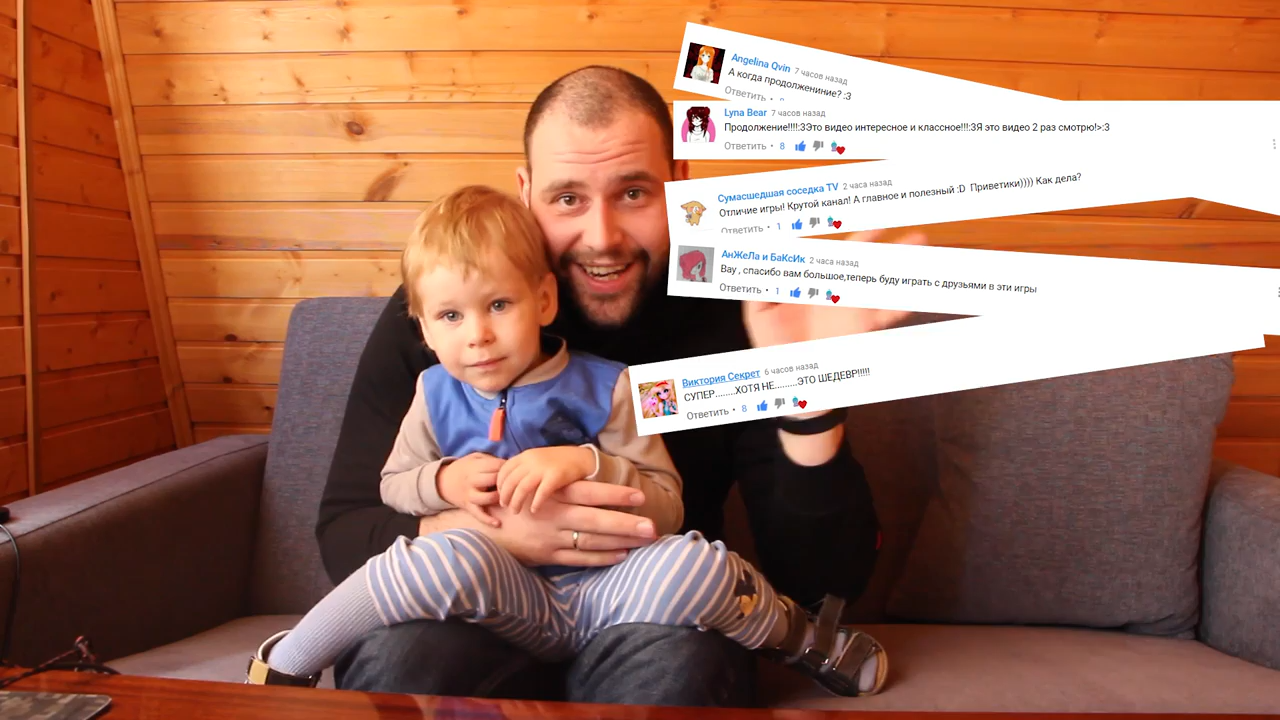 Angelina Qvin 7 часов назад
А когда продолжениние? :3
Ответить
Lyna Bear 7 часов назад
Продолжение!!!!:3Это видео интересное и классное!!!:3Я это видео 2 раз смотрю!>:3
Ответить • 8
Сумасшедшая соседка TV 2 часа назад
Отличие игры! Крутой канал! А главное и полезный :D Приветики)))) Как дела?
Ответить • 1
АнЖеЛа и БаКсИк 2 часа назад
Вау , спасибо вам большое,теперь буду играть с друзьями в эти игры
Ответить • 1
Виктория Секрет 6 часов назад
СУПЕР........ХОТЯ НЕ.........ЭТО ШЕДЕВР!!!!!
Ответить • 8